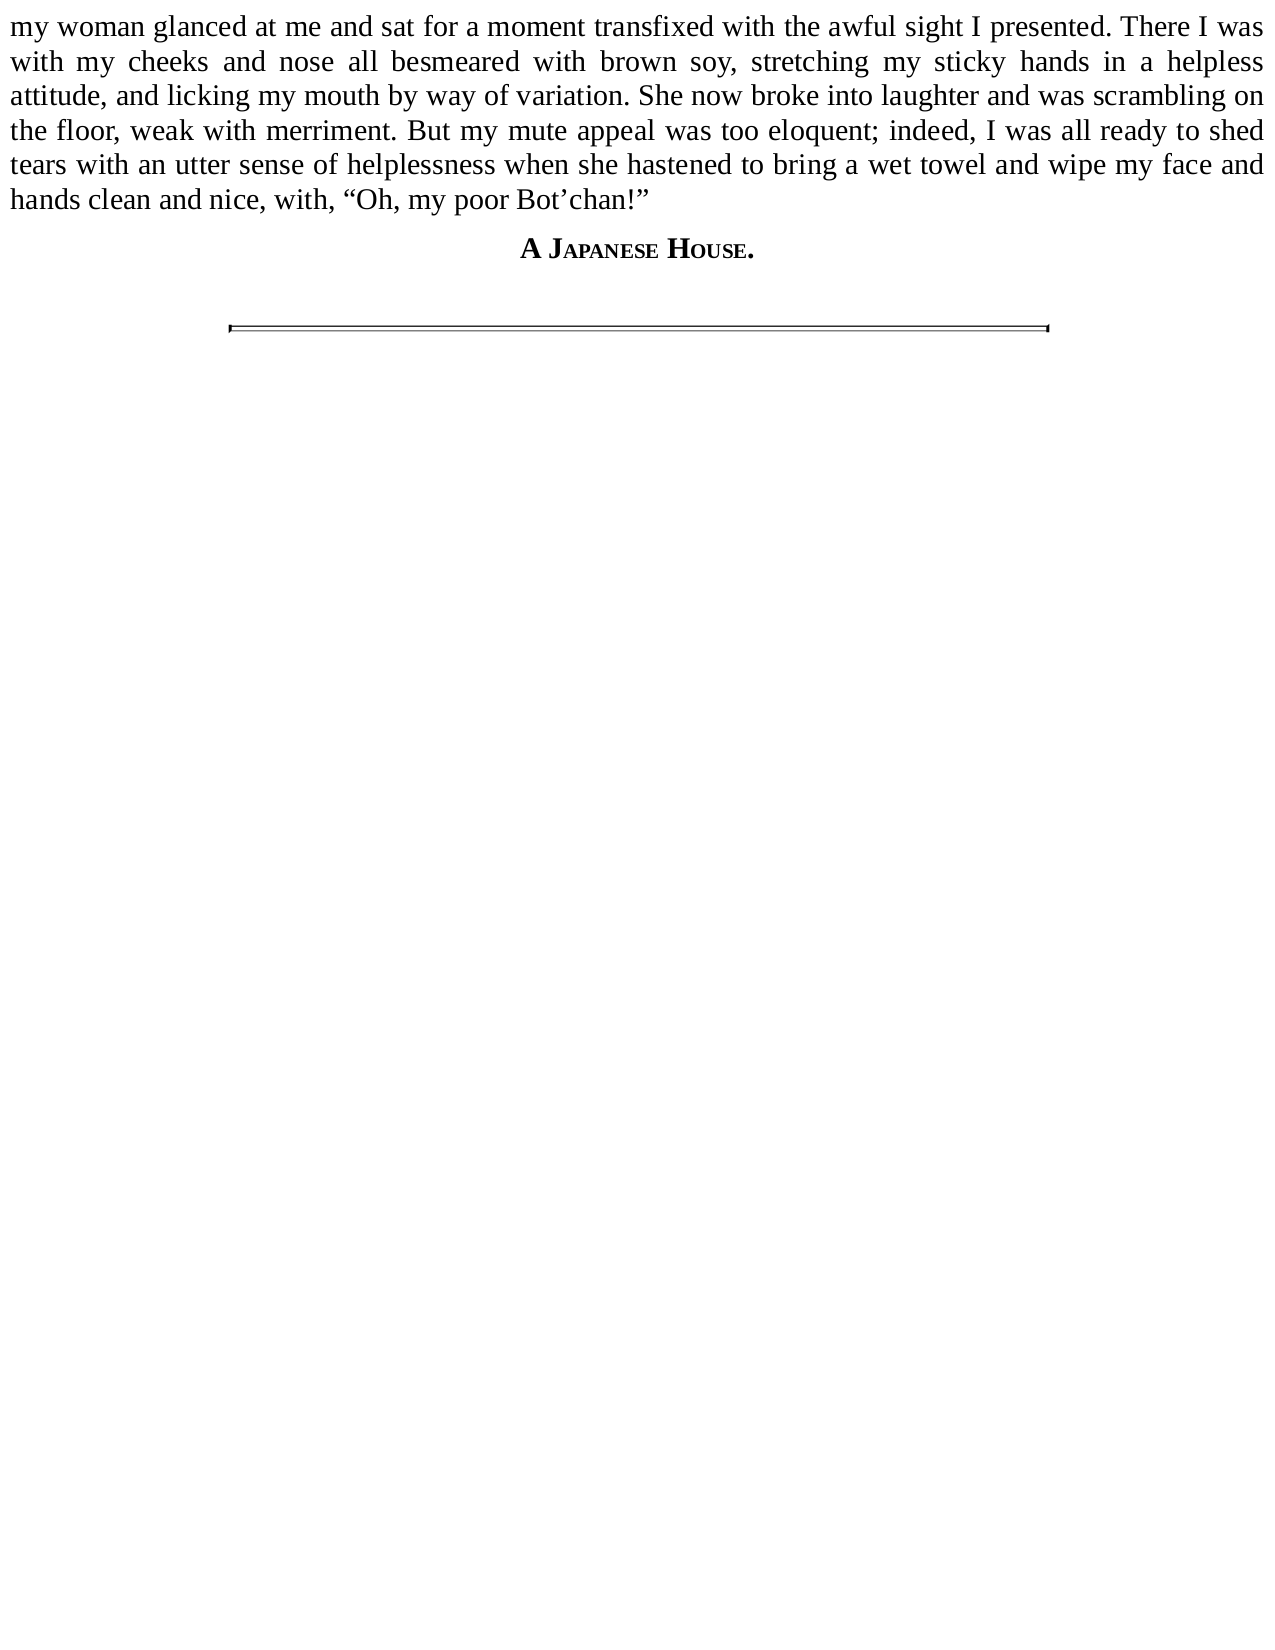 my woman glanced at me and sat for a moment transfixed with the awful sight I presented. There I was
with my cheeks and nose all besmeared with brown soy, stretching my sticky hands in a helpless
attitude, and licking my mouth by way of variation. She now broke into laughter and was scrambling on
the floor, weak with merriment. But my mute appeal was too eloquent; indeed, I was all ready to shed
tears with an utter sense of helplessness when she hastened to bring a wet towel and wipe my face and
hands clean and nice, with, “Oh, my poor Bot’chan!”
A Japanese House.